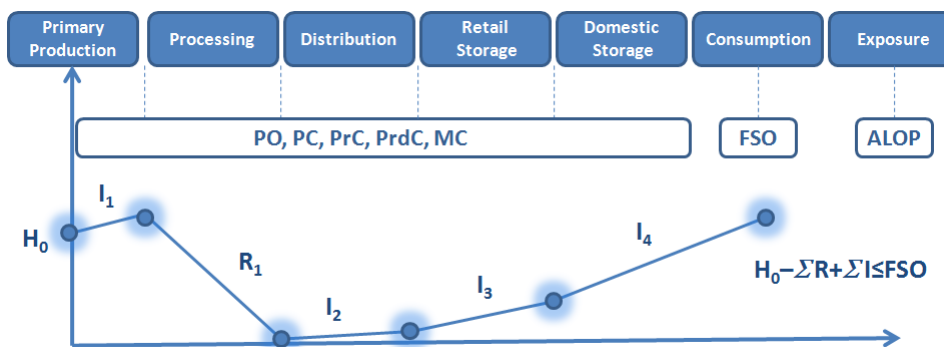 Primary
Production
Processing
Distribution
Retail
Storage
Domestic
Storage
Consumption
Exposure
PO, PC, PrC, PrdC, MC
FSO
ALOP
I₁
H₀
R₁
I₂
I₃
I₄
H₀–ΣR+ΣI≤FSO